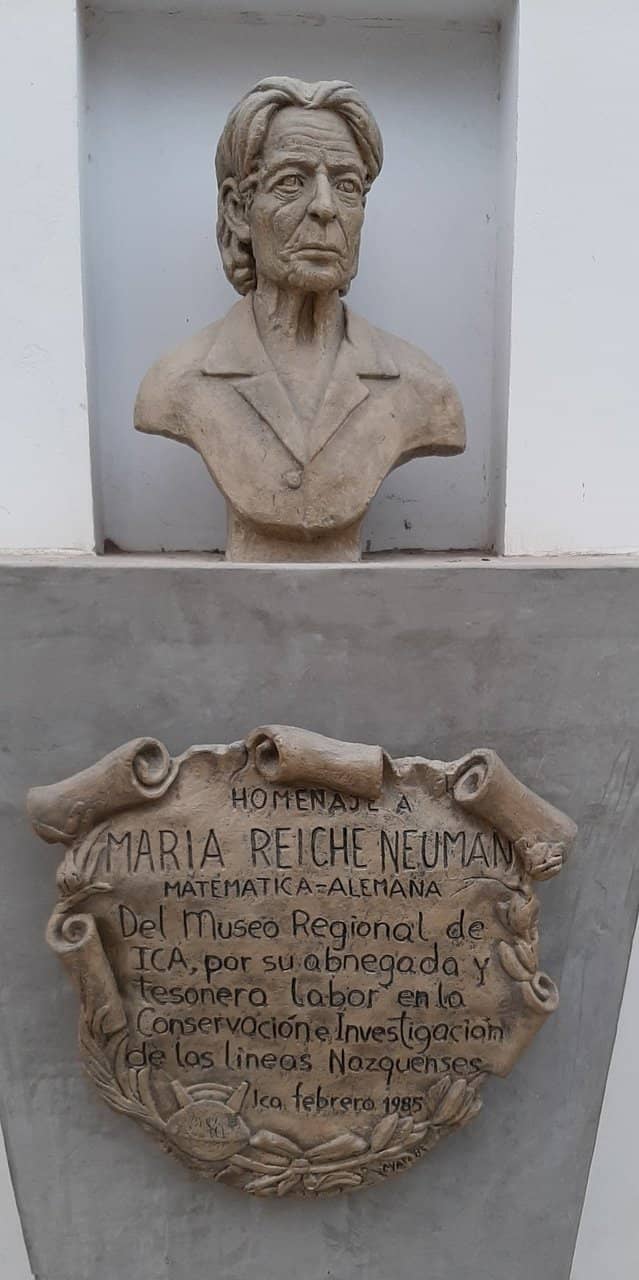 HOMENAJE A
MARIA REICHE NEUMAN
MATEMATICA-ALEMANA
Del Museo Regional de
ICA, por su abnegada y
tesonera labor en la
Conservación e Investigación
de las lineas Nazquenses
Ica febrero 1985